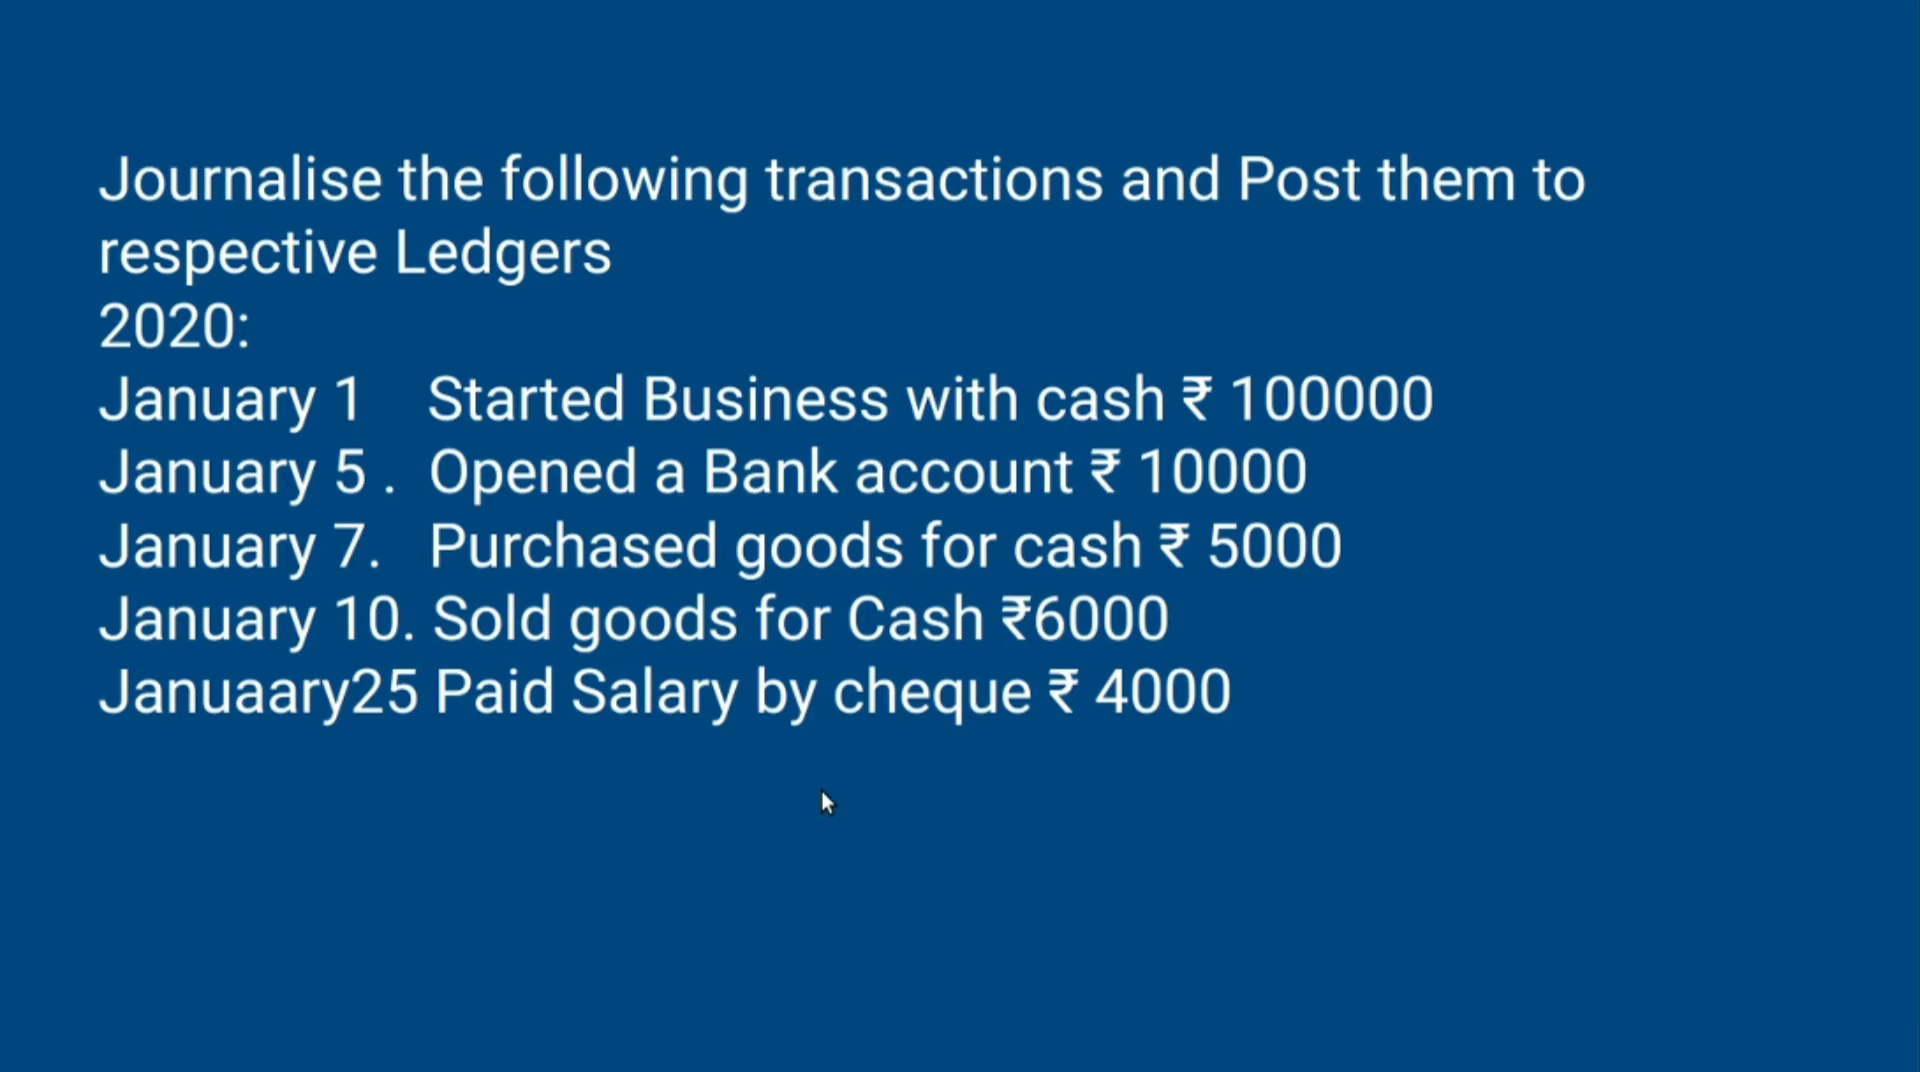 Journalise the following transactions and Post them to
respective Ledgers
2020:
January 1 Started Business with cash ₹ 100000
January 5 . Opened a Bank account ₹ 10000
January 7. Purchased goods for cash ₹ 5000
January 10. Sold goods for Cash ₹6000
Januaary25 Paid Salary by cheque ₹ 4000